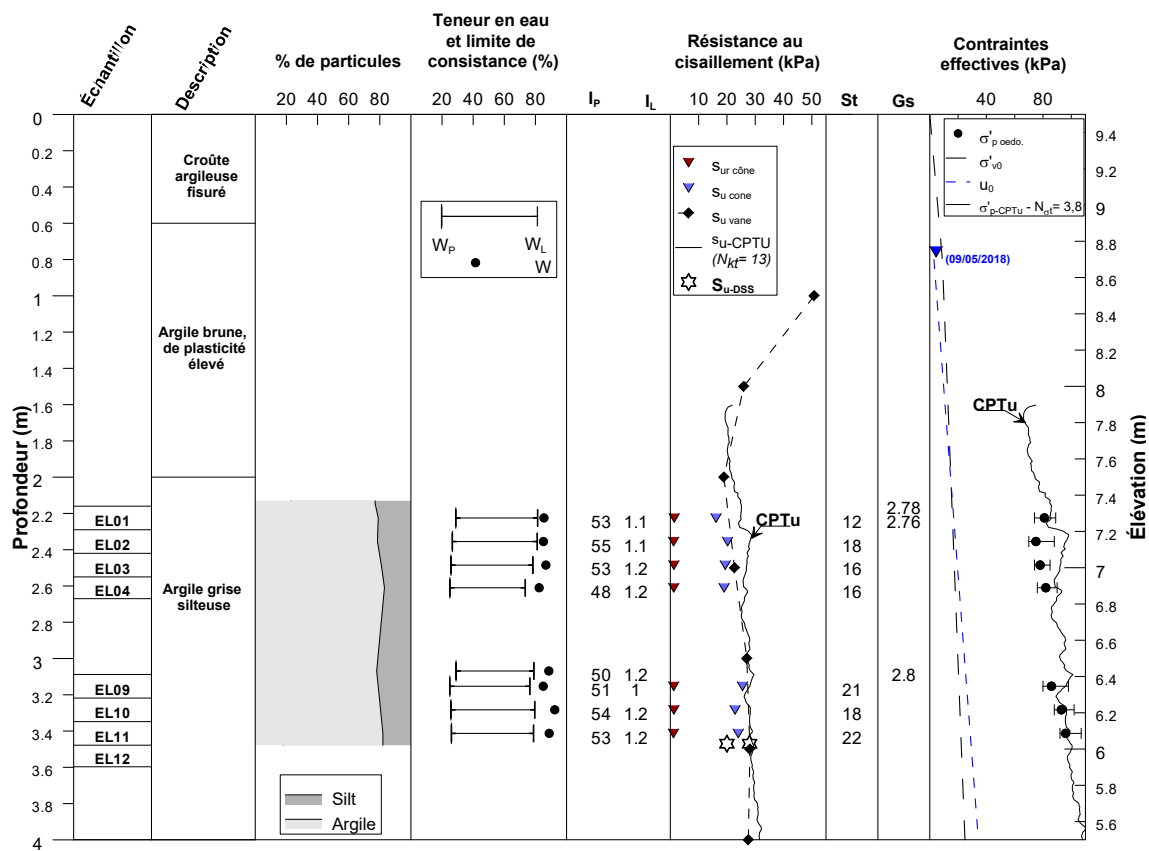 Échantillon
Description
% de particules
20 40 60 80
Teneur en eau
et limite de
consistance (%)
20 40 60 80
I_P
I_L
Résistance au
cisaillement (kPa)
10 20 30 40 50
St
Gs
Contraintes
effectives (kPa)
40 80
Profondeur (m)
0
0.2
0.4
0.6
0.8
1
1.2
1.4
1.6
1.8
2
2.2
2.4
2.6
2.8
3
3.2
3.4
3.6
3.8
4
EL01
EL02
EL03
EL04
EL09
EL10
EL11
EL12
Croûte
argileuse
fisuré
Argile brune,
de plasticité
élevé
Argile grise
silteuse
Silt
Argile
W_P W_L
W
53 1.1
55 1.1
53 1.2
48 1.2
50 1.2
51 1
54 1.2
53 1.2
s_ur cône
s_u cone
s_u vane
s_u-CPTU
(N_kt= 13)
S_u-DSS
CPTu
12
18
16
16
21
18
22
2.78
2.76
2.8
σ'_p oedo.
σ'_v0
u_0
σ'_p-CPTu - N_σt= 3,8
(09/05/2018)
CPTu
9.4
9.2
9
8.8
8.6
8.4
8.2
8
7.8
7.6
7.4
7.2
7
6.8
6.6
6.4
6.2
6
5.8
5.6
Élévation (m)